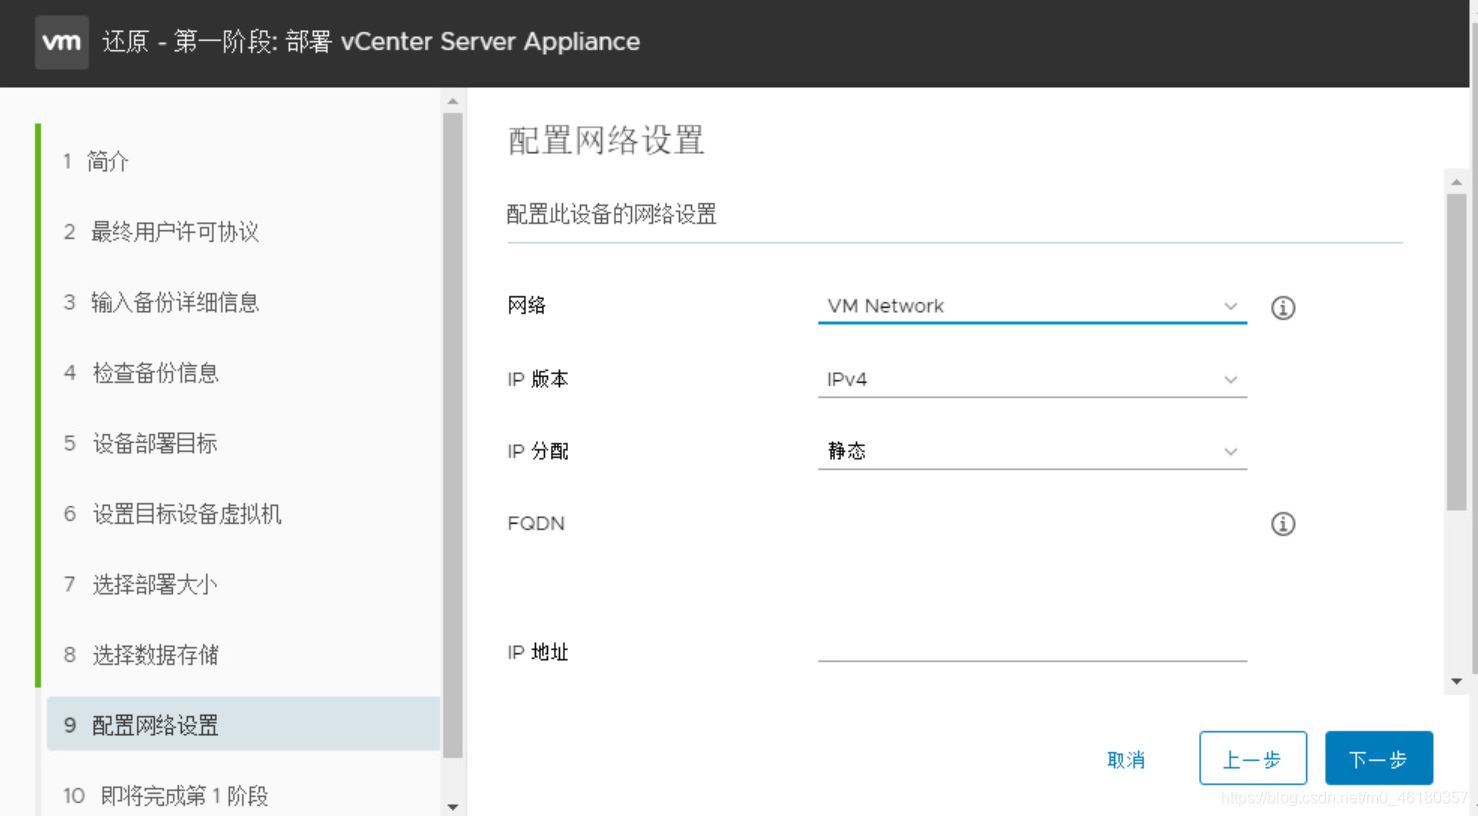 vm 还原 - 第一阶段: 部署 vCenter Server Appliance
1 简介
2 最终用户许可协议
3 输入备份详细信息
4 检查备份信息
5 设备部署目标
6 设置目标设备虚拟机
7 选择部署大小
8 选择数据存储
9 配置网络设置
10 即将完成第 1 阶段
配置网络设置
配置此设备的网络设置
网络 VM Network
IP 版本 IPv4
IP 分配 静态
FQDN
IP 地址
取消 上一步 下一步
https://blog.csdn.net/m0_46180357